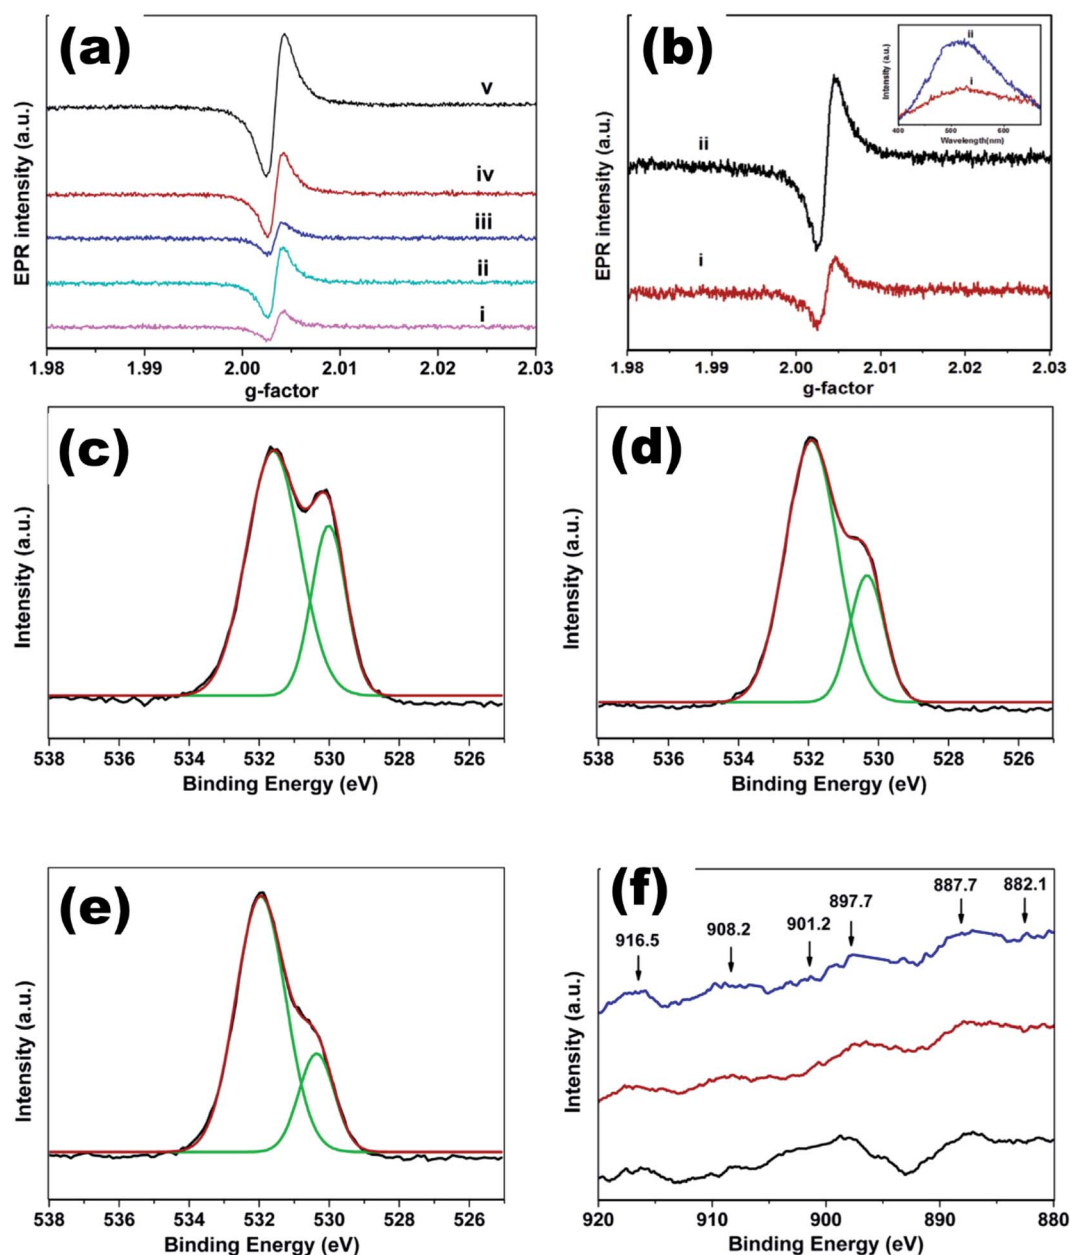 (a)
v
iv
iii
ii
i
EPR intensity (a.u.)
1.98 1.99 2.00 2.01 2.02 2.03
g-factor
(b)
ii
i
EPR intensity (a.u.)
1.98 1.99 2.00 2.01 2.02 2.03
g-factor
ii
i
Intensity (a.u.)
400 500 600
Wavelength(nm)
(c)
Intensity (a.u.)
538 536 534 532 530 528 526
Binding Energy (eV)
(d)
Intensity (a.u.)
538 536 534 532 530 528 526
Binding Energy (eV)
(e)
Intensity (a.u.)
538 536 534 532 530 528 526
Binding Energy (eV)
(f)
916.5 908.2 901.2 897.7 887.7 882.1
Intensity (a.u.)
920 910 900 890 880
Binding Energy (eV)